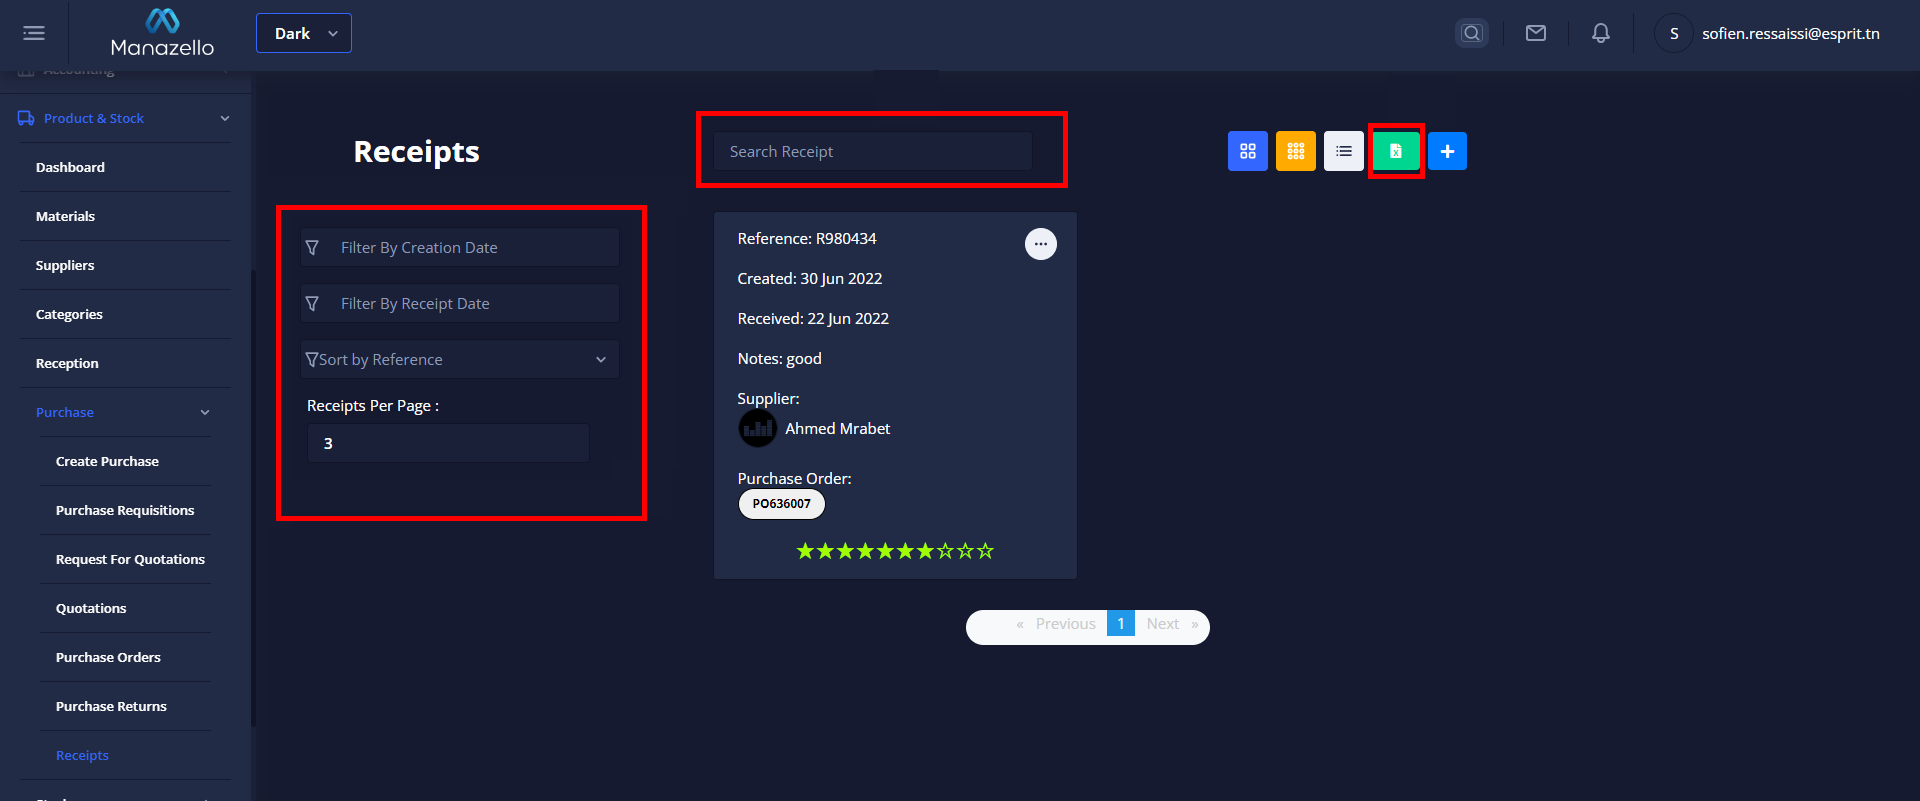 Manazello
Dark
S
sofien.ressaissi@esprit.tn
Accounting
Product & Stock
Dashboard
Materials
Suppliers
Categories
Reception
Purchase
Create Purchase
Purchase Requisitions
Request For Quotations
Quotations
Purchase Orders
Purchase Returns
Receipts
Receipts
Search Receipt
Filter By Creation Date
Filter By Receipt Date
Sort by Reference
Receipts Per Page :
3
Reference: R980434
Created: 30 Jun 2022
Received: 22 Jun 2022
Notes: good
Supplier:
Ahmed Mrabet
Purchase Order:
PO636007
« Previous 1 Next »